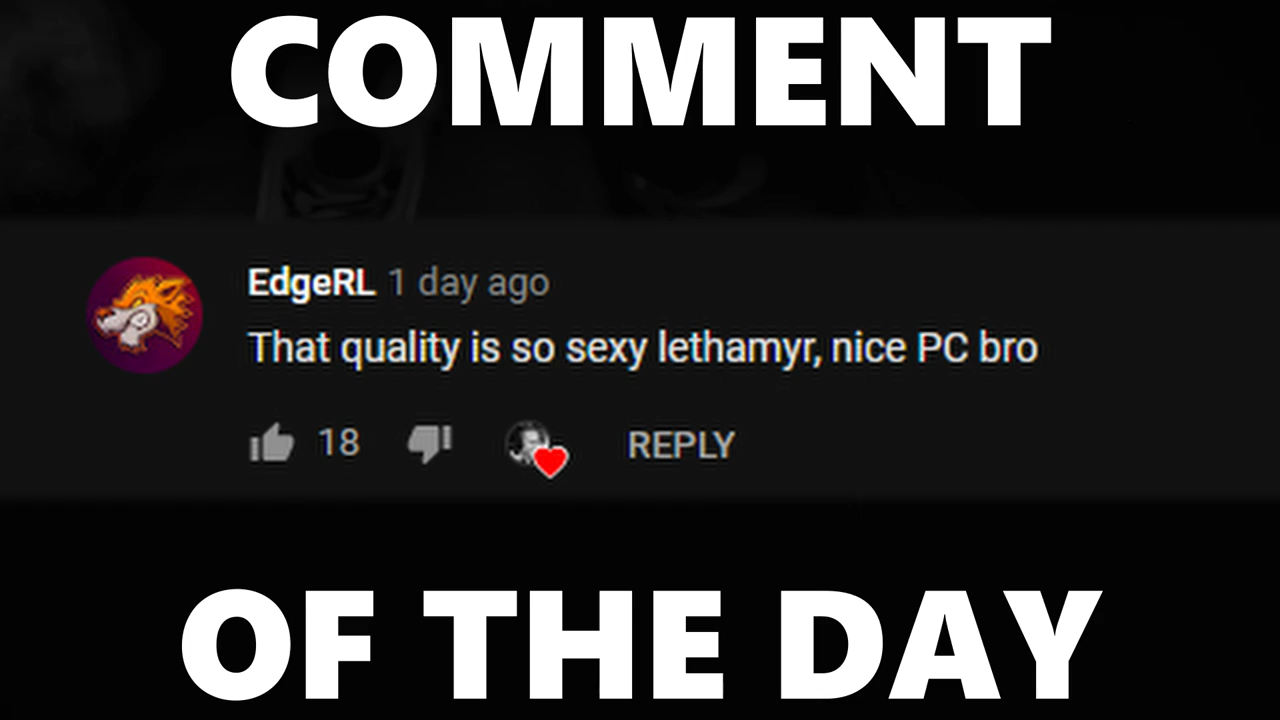 COMMENT
EdgeRL 1 day ago
That quality is so sexy lethamyr, nice PC bro
18 REPLY
OF THE DAY